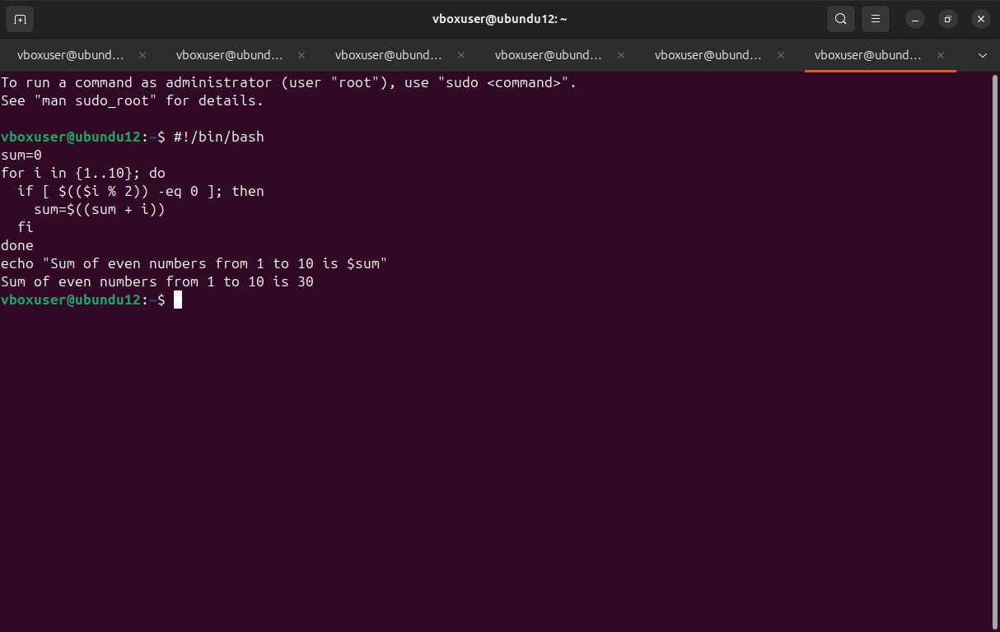 vboxuser@ubundu12: ~
vboxuser@ubund... vboxuser@ubund... vboxuser@ubund... vboxuser@ubund... vboxuser@ubund... vboxuser@ubund...
To run a command as administrator (user "root"), use "sudo <command>".
See "man sudo_root" for details.
vboxuser@ubundu12:~$ #!/bin/bash
sum=0
for i in {1..10}; do
  if [ $(($i % 2)) -eq 0 ]; then
    sum=$((sum + i))
  fi
done
echo "Sum of even numbers from 1 to 10 is $sum"
Sum of even numbers from 1 to 10 is 30
vboxuser@ubundu12:~$